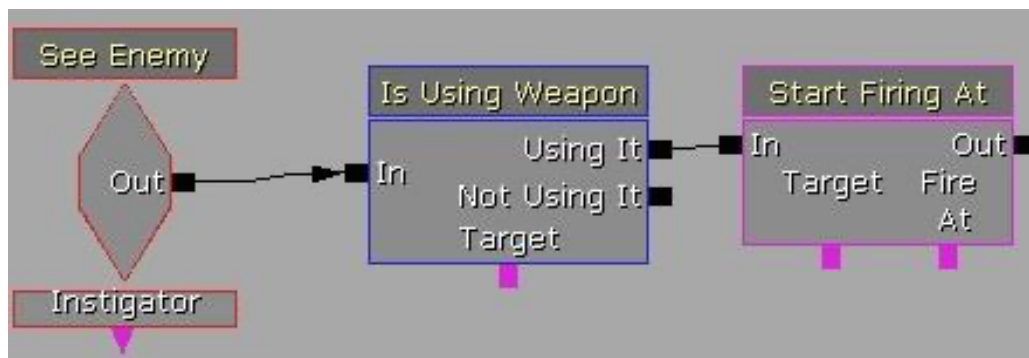 See Enemy
Out
Instigator
Is Using Weapon
In
Using It
Not Using It
Target
Start Firing At
In
Out
Target
Fire
At